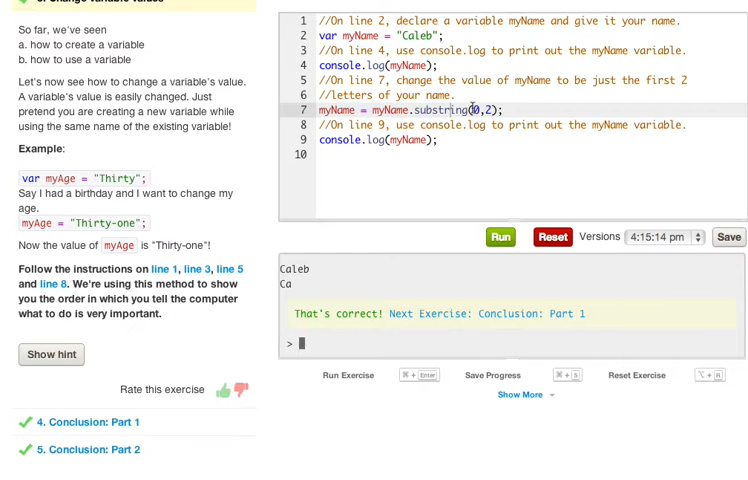 So far, we've seen
a. how to create a variable
b. how to use a variable
Let's now see how to change a variable's value.
A variable's value is easily changed. Just
pretend you are creating a new variable while
using the same name of the existing variable!
Example:
var myAge = "Thirty";
Say I had a birthday and I want to change my
age.
myAge = "Thirty-one";
Now the value of myAge is "Thirty-one"!
Follow the instructions on line 1, line 3, line 5
and line 8. We're using this method to show
you the order in which you tell the computer
what to do is very important.
Show hint
Rate this exercise
4. Conclusion: Part 1
5. Conclusion: Part 2
1 //On line 2, declare a variable myName and give it your name.
2 var myName = "Caleb";
3 //On line 4, use console.log to print out the myName variable.
4 console.log(myName);
5 //On line 7, change the value of myName to be just the first 2
6 //letters of your name.
7 myName = myName.substring(0,2);
8 //On line 9, use console.log to print out the myName variable.
9 console.log(myName);
10
Run Reset Versions 4:15:14 pm Save
Caleb
Ca
That's correct! Next Exercise: Conclusion: Part 1
>
Run Exercise ⌘ + Enter Save Progress ⌘ + S Reset Exercise ⌥ + R
Show More